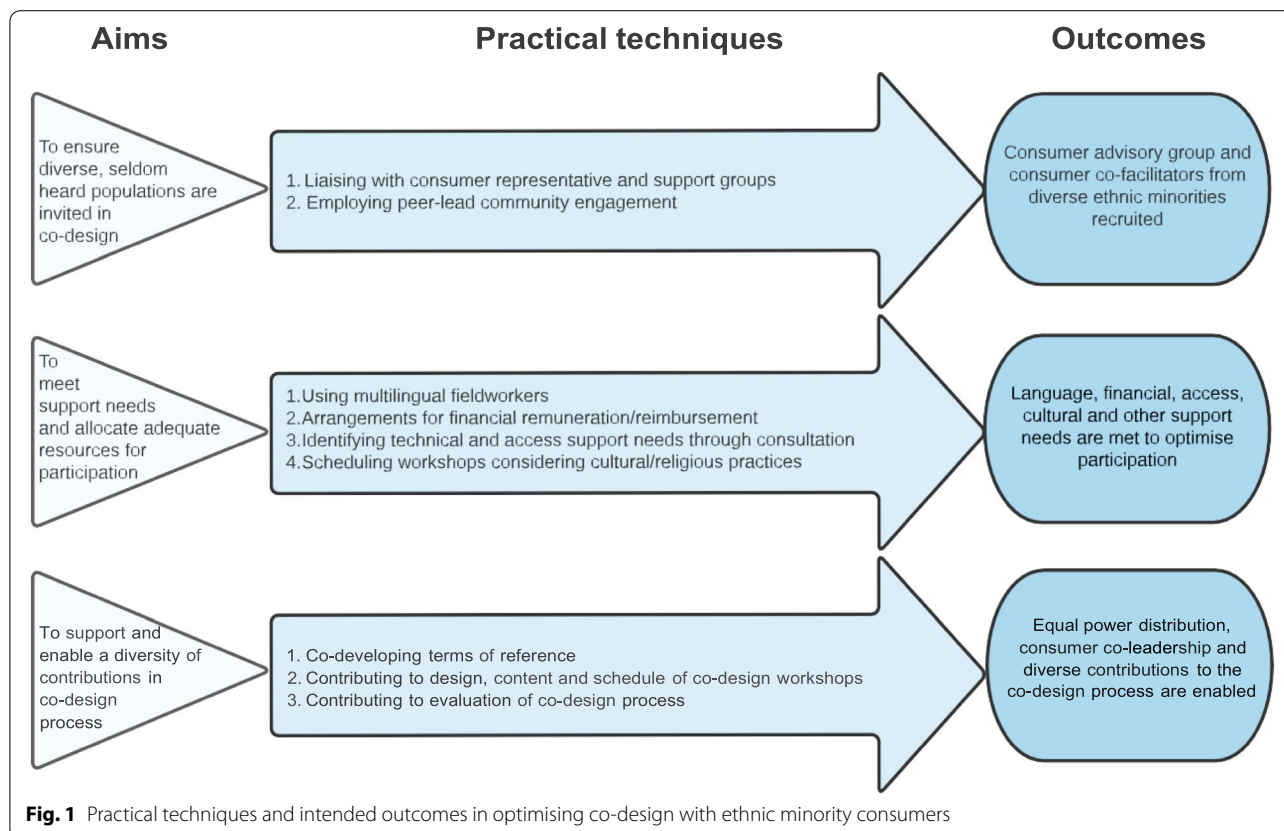 Aims
Practical techniques
Outcomes
To ensure
diverse, seldom
heard populations are
invited in
co-design
1. Liaising with consumer representative and support groups
2. Employing peer-lead community engagement
Consumer advisory group and
consumer co-facilitators from
diverse ethnic minorities
recruited
To
meet
support needs
and allocate adequate
resources for
participation
1.Using multilingual fieldworkers
2.Arrangements for financial remuneration/reimbursement
3.Identifying technical and access support needs through consultation
4.Scheduling workshops considering cultural/religious practices
Language, financial, access,
cultural and other support
needs are met to optimise
participation
To support and
enable a diversity of
contributions in
co-design
process
1. Co-developing terms of reference
2. Contributing to design, content and schedule of co-design workshops
3. Contributing to evaluation of co-design process
Equal power distribution,
consumer co-leadership and
diverse contributions to the
co-design process are enabled
Fig. 1 Practical techniques and intended outcomes in optimising co-design with ethnic minority consumers